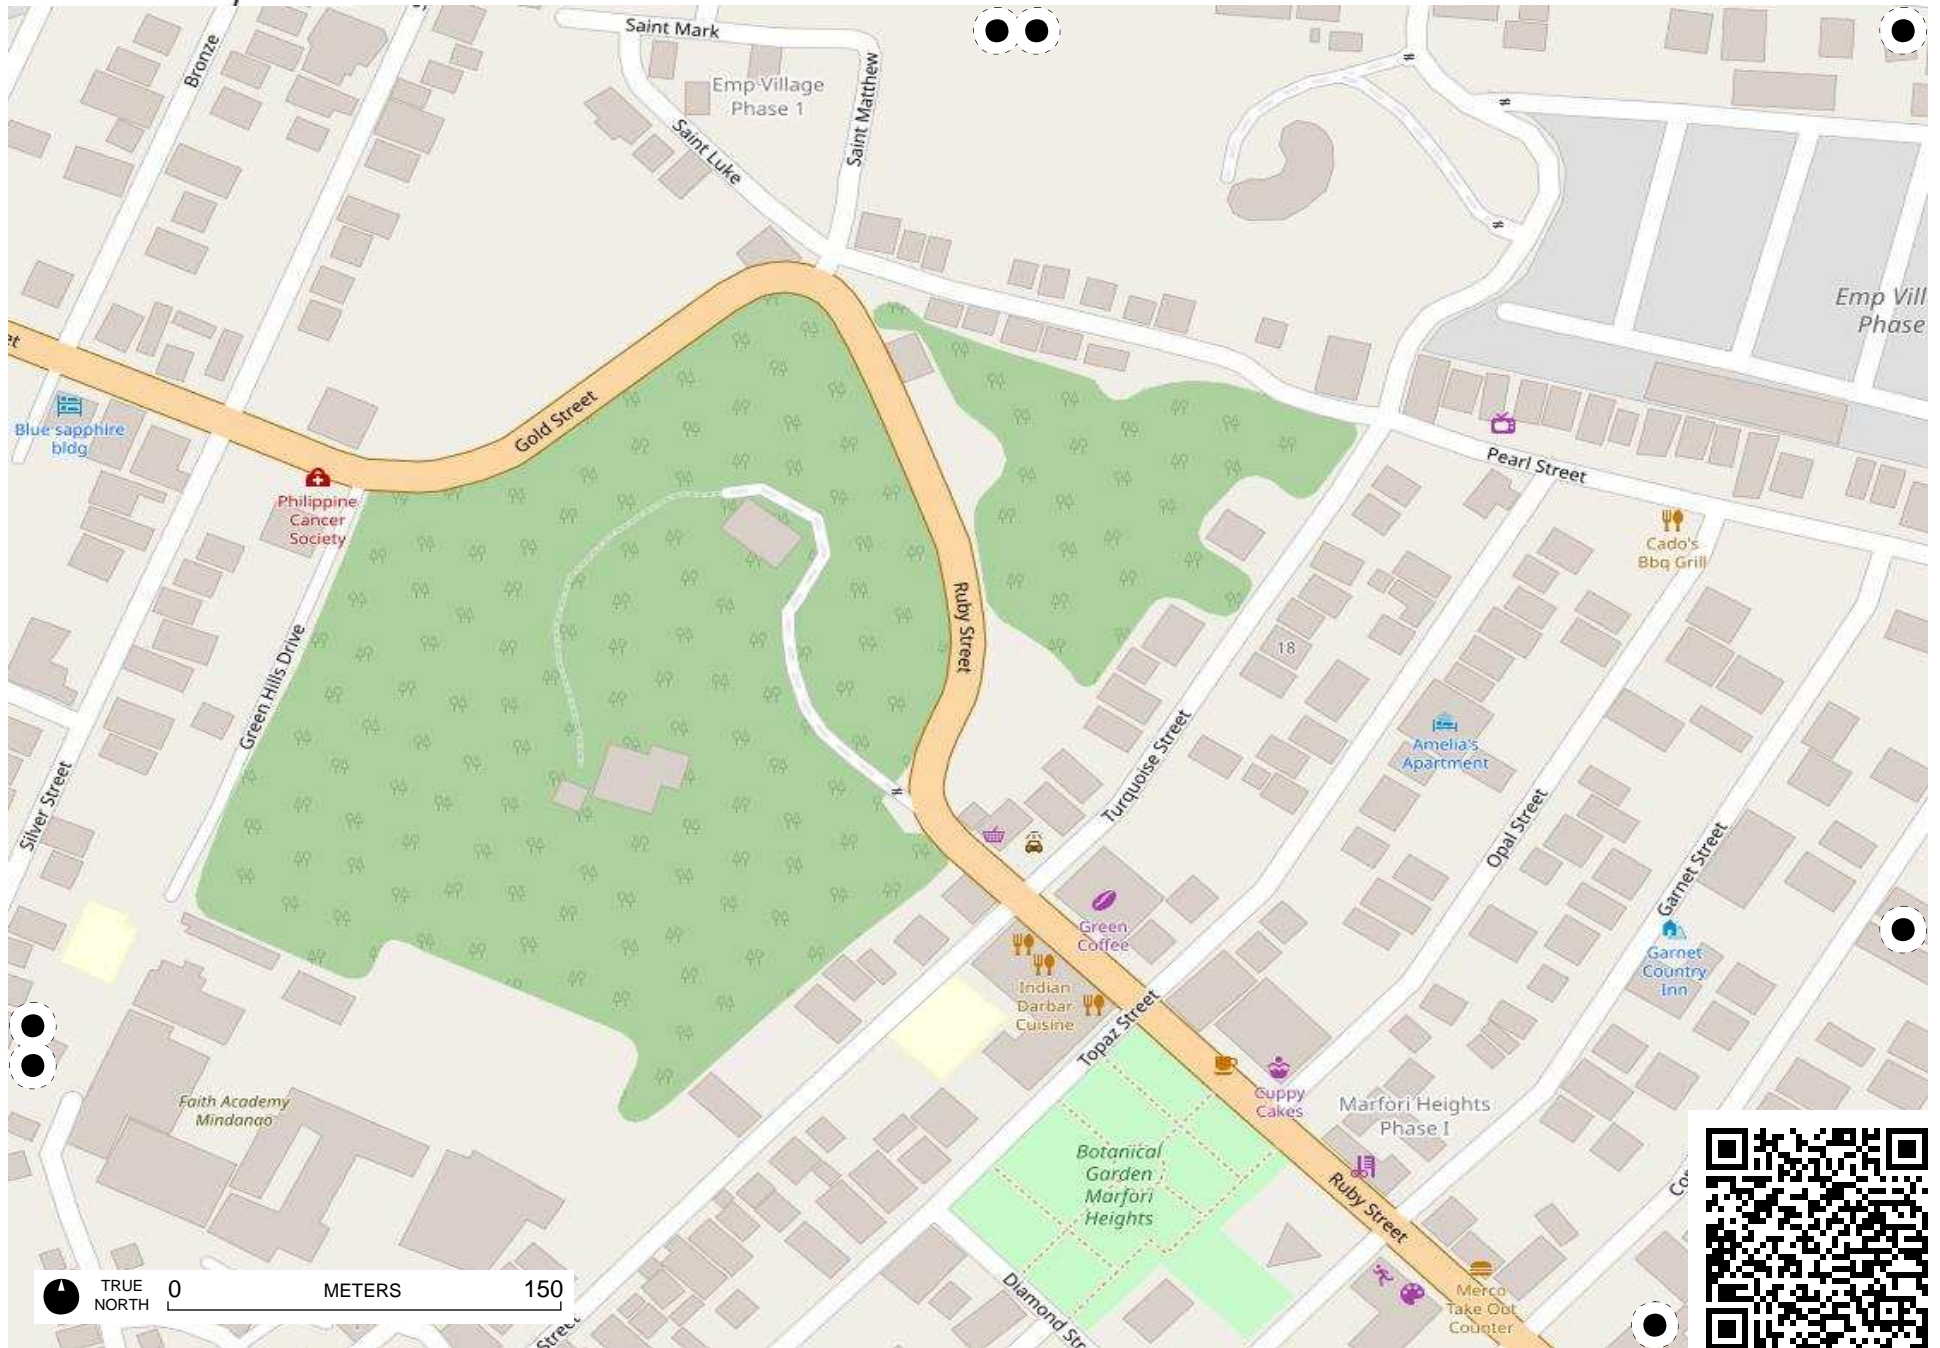 Saint Mark
Bronze
Emp Village
Phase 1
Saint Matthew
Saint Luke
Emp Vill
Phase
et
Gold Street
Blue sapphire
bldg
Pearl Street
Philippine
Cancer
Society
Cado's
Bbq Grill
Ruby Street
18
Green Hills Drive
Amelia's
Apartment
Turquoise Street
Silver Street
Opal Street
Garnet Street
Green
Coffee
Garnet
Country
Inn
Indian
Darbar
Cuisine
Topaz Street
Faith Academy
Mindanao
Cuppy
Cakes
Marfori Heights
Phase I
Botanical
Garden
Marfori
Heights
Ruby Street
Diamond Str
Street
Merco
Take Out
Counter
TRUE
NORTH
0 METERS 150